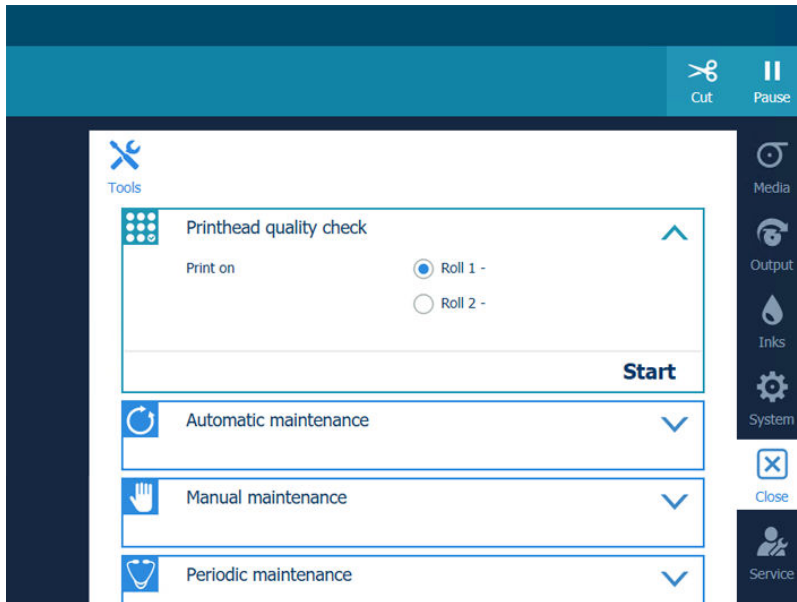 Cut
Pause
Tools
Media
Printhead quality check
Print on
Roll 1 -
Roll 2 -
Output
Inks
Start
System
Automatic maintenance
Close
Manual maintenance
Service
Periodic maintenance